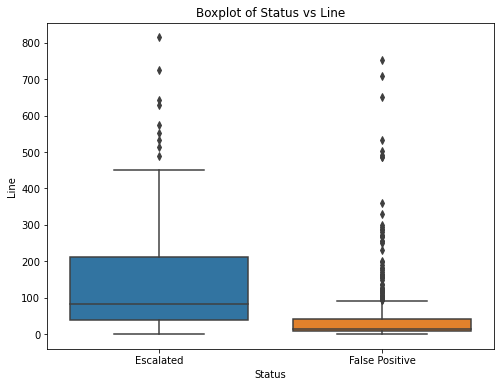 Boxplot of Status vs Line
800
700
600
500
400
300
200
100
0
Line
Escalated
False Positive
Status